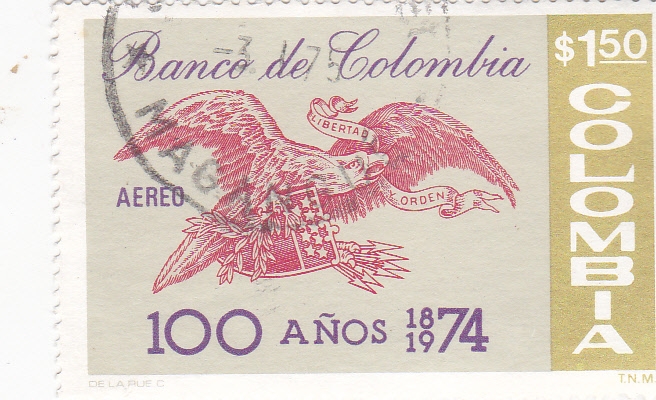 Banco de Colombia
$1.50
COLOMBIA
LIBERTAD
ORDEN
AEREO
100 AÑOS 1874
1974
DE LA RUE C
T.N.M.